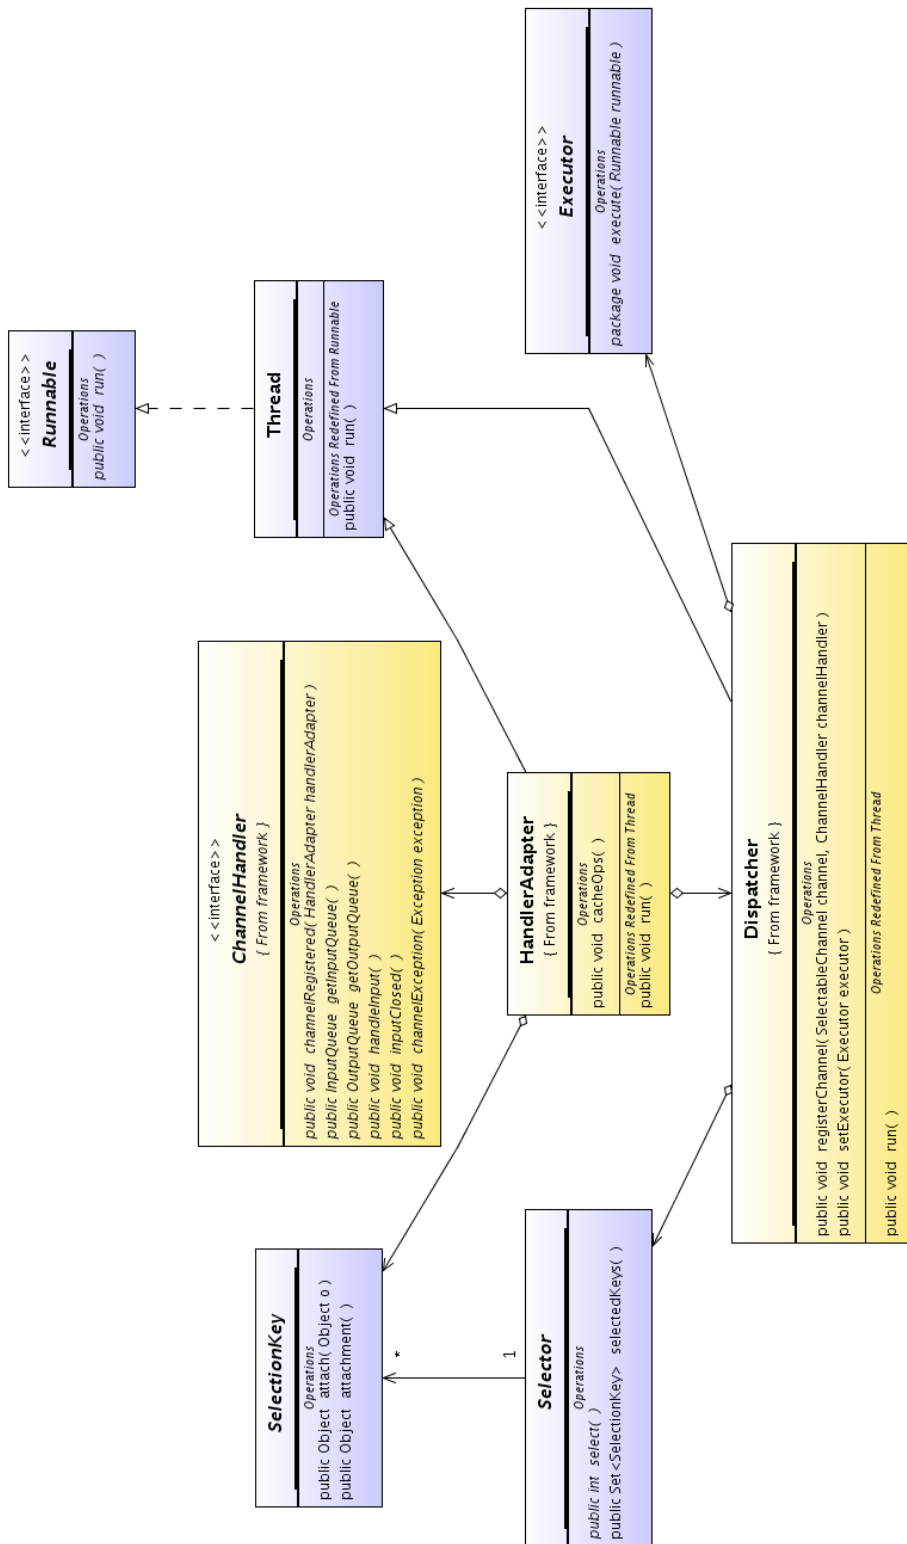 <<interface>>
Runnable
Operations
public void run( )
Thread
Operations
Operations Redefined From Runnable
public void run( )
<<interface>>
Executor
Operations
package void execute( Runnable runnable )
<<interface>>
ChannelHandler
{ From framework }
Operations
public void channelRegistered( HandlerAdapter handlerAdapter )
public InputQueue getInputQueue( )
public OutputQueue getOutputQueue( )
public void handleInput( )
public void inputClosed( )
public void channelException( Exception exception )
HandlerAdapter
{ From framework }
Operations
public void cacheOps( )
Operations Redefined From Thread
public void run( )
Dispatcher
{ From framework }
Operations
public void registerChannel( SelectableChannel channel, ChannelHandler channelHandler )
public void setExecutor( Executor executor )
Operations Redefined From Thread
public void run( )
SelectionKey
Operations
public Object attach( Object o )
public Object attachment( )
*
1
Selector
Operations
public int select( )
public Set<SelectionKey> selectedKeys( )